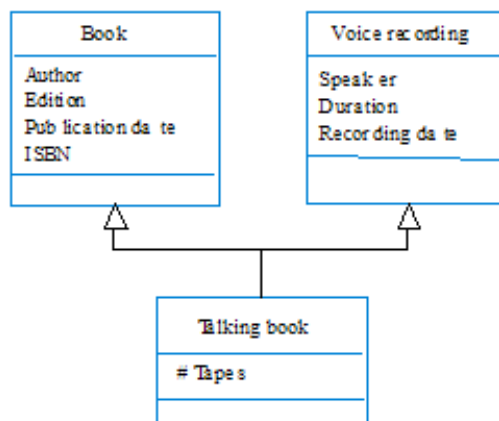 Book
Author
Edition
Publication date
ISBN
Voice recording
Speaker
Duration
Recording date
Talking book
# Tapes